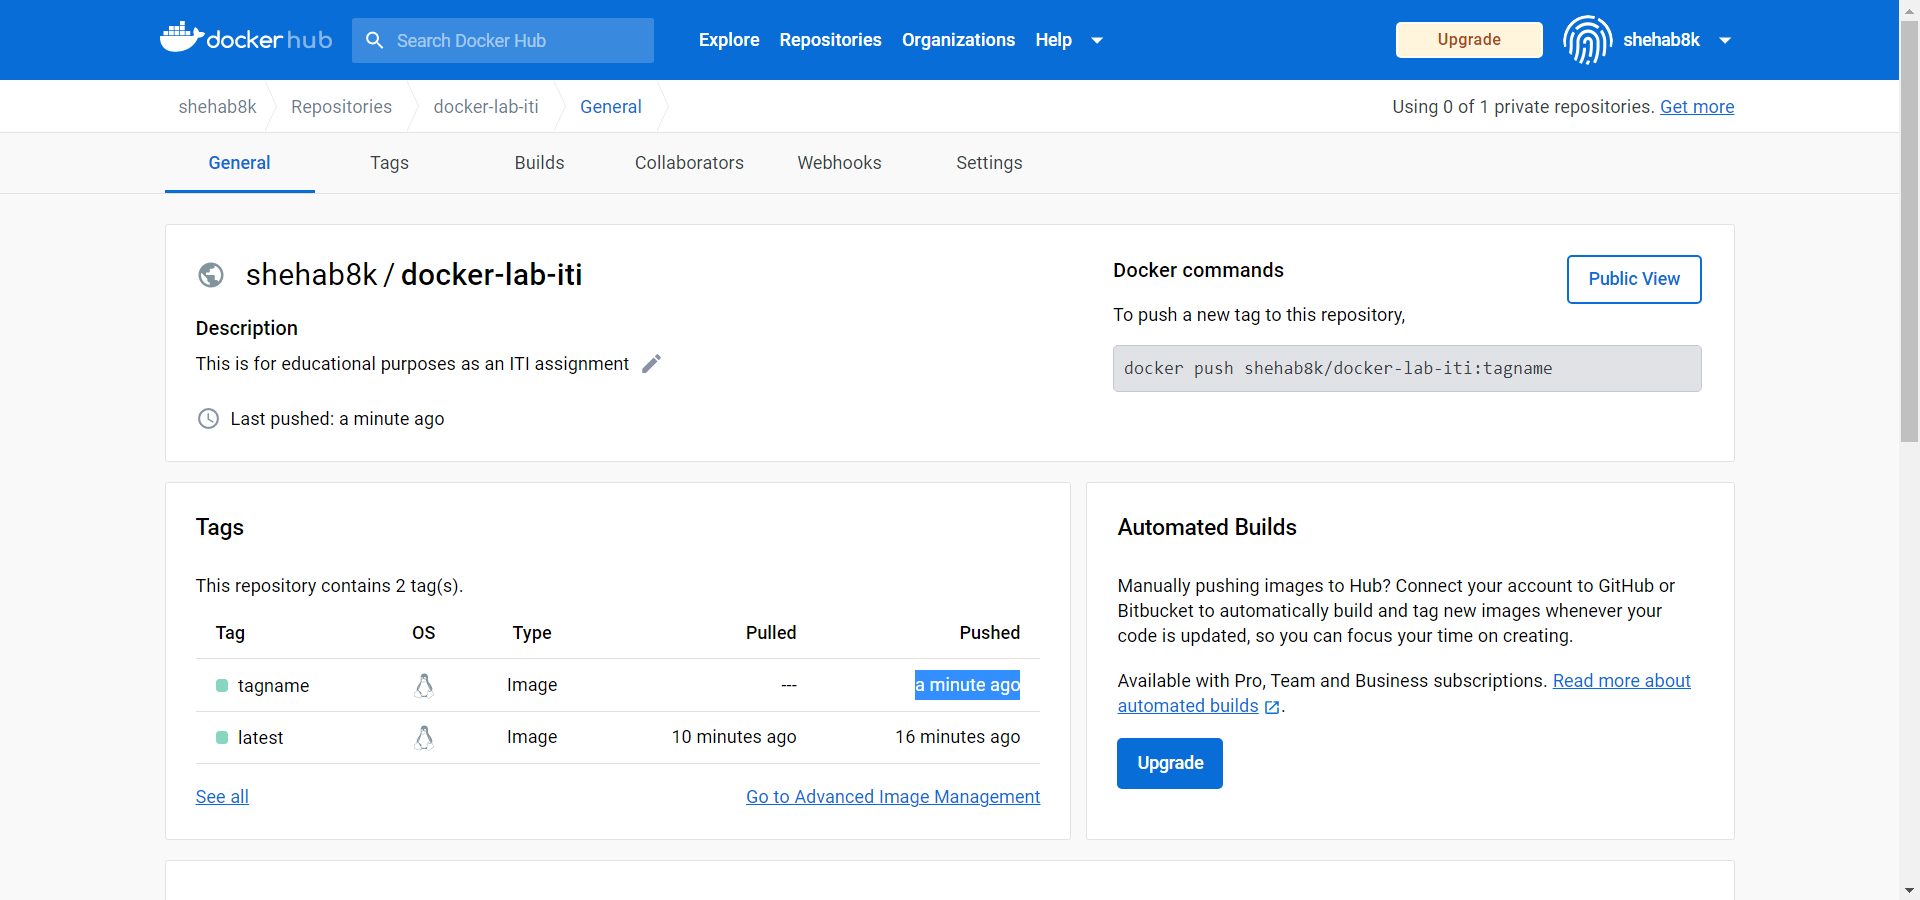 docker hub
Search Docker Hub
Explore Repositories Organizations Help
Upgrade
shehab8k
shehab8k Repositories docker-lab-iti General
Using 0 of 1 private repositories. Get more
General Tags Builds Collaborators Webhooks Settings
shehab8k / docker-lab-iti
Description
This is for educational purposes as an ITI assignment
Last pushed: a minute ago
Docker commands
Public View
To push a new tag to this repository,
docker push shehab8k/docker-lab-iti:tagname
Tags
This repository contains 2 tag(s).
Tag OS Type Pulled Pushed
tagname Image --- a minute ago
latest Image 10 minutes ago 16 minutes ago
See all Go to Advanced Image Management
Automated Builds
Manually pushing images to Hub? Connect your account to GitHub or
Bitbucket to automatically build and tag new images whenever your
code is updated, so you can focus your time on creating.
Available with Pro, Team and Business subscriptions. Read more about
automated builds .
Upgrade